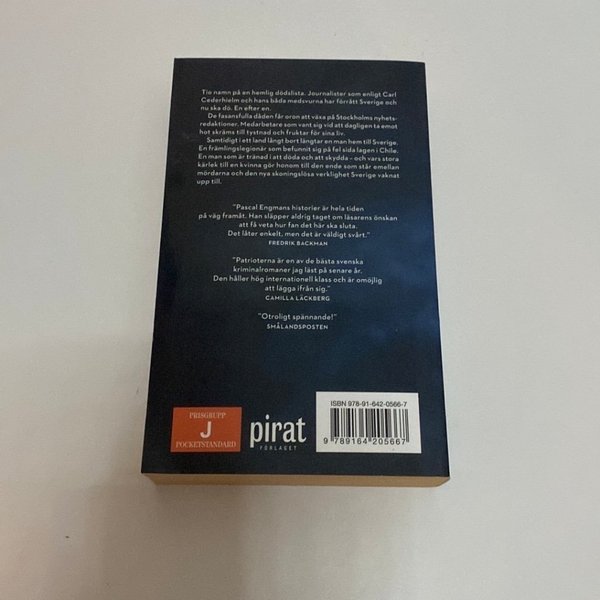 Tio namn på en hemlig dödslista. Journalister som enligt Carl
Cederhielm och hans båda medsvurna har förrått Sverige och
nu ska dö. En efter en.
De fasansfulla dåden får oron att växa på Stockholms nyhets-
redaktioner. Medarbetare som vant sig vid att dagligen ta emot
hot skräms till tystnad och fruktar för sina liv.
Samtidigt i ett land långt bort längtar en man hem till Sverige.
En främlingslegionär som befunnit sig på fel sida lagen i Chile.
En man som är tränad i att döda och att skydda – och vars stora
kärlek till en kvinna gör honom till den ende som står emellan
mördarna och den nya skoningslösa verklighet Sverige vaknat
upp till.
"Pascal Engmans historier är hela tiden
på väg framåt. Han släpper aldrig taget om läsarens önskan
att få veta hur fan det här ska sluta.
Det låter enkelt, men det är väldigt svårt."
FREDRIK BACKMAN
"Patrioterna är en av de bästa svenska
kriminalromaner jag läst på senare år.
Den håller hög internationell klass och är omöjlig
att lägga ifrån sig."
CAMILLA LÄCKBERG
"Otroligt spännande!"
SMÅLANDSPOSTEN
PRISGRUPP
J
POCKETSTANDARD
pirat
FÖRLAGET
ISBN 978-91-642-0566-7
9 789164 205667